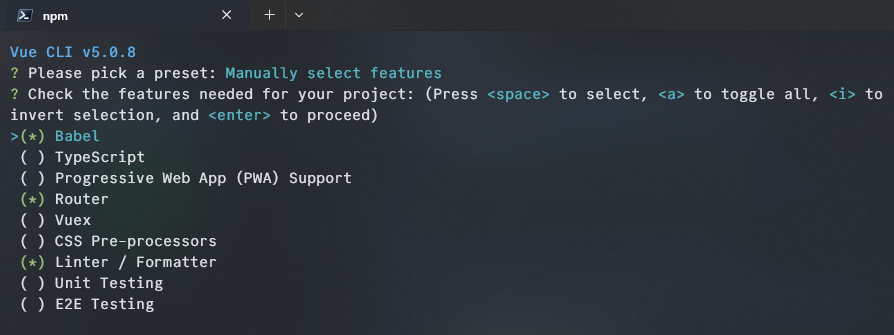 npm
Vue CLI v5.0.8
? Please pick a preset: Manually select features
? Check the features needed for your project: (Press <space> to select, <a> to toggle all, <i> to
invert selection, and <enter> to proceed)
>(*) Babel
( ) TypeScript
( ) Progressive Web App (PWA) Support
(*) Router
( ) Vuex
( ) CSS Pre-processors
(*) Linter / Formatter
( ) Unit Testing
( ) E2E Testing